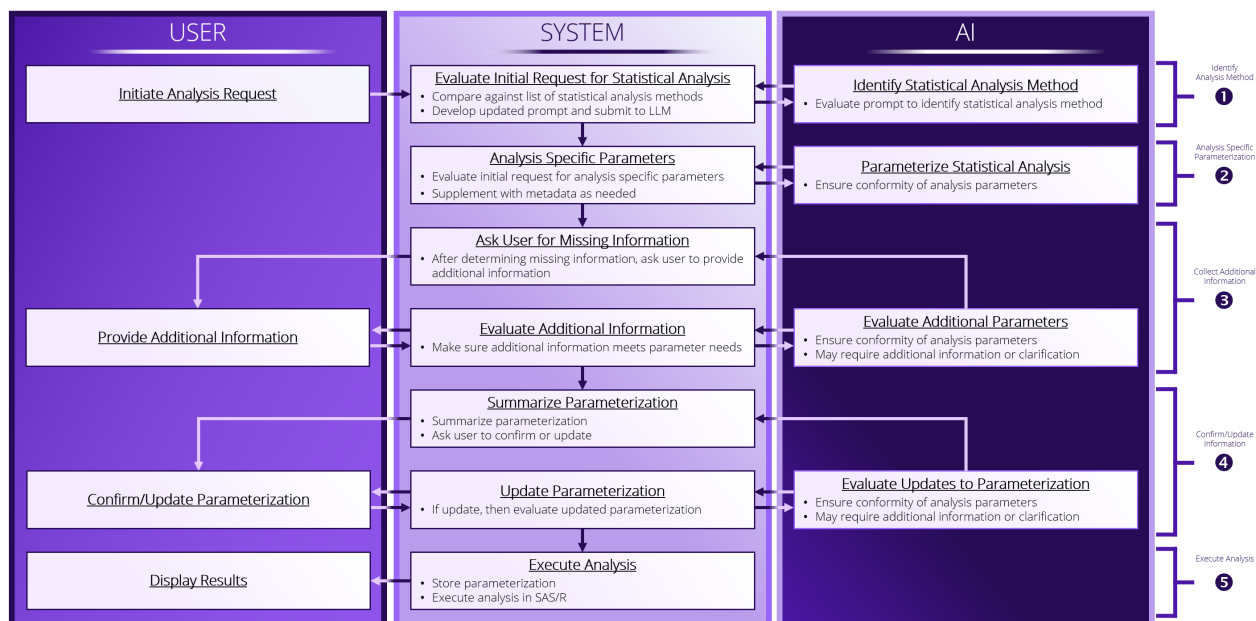 USER
SYSTEM
AI
Initiate Analysis Request
Evaluate Initial Request for Statistical Analysis
• Compare against list of statistical analysis methods
• Develop updated prompt and submit to LLM
Identify Statistical Analysis Method
• Evaluate prompt to identify statistical analysis method
Identify
Analysis Method
1
Analysis Specific Parameters
• Evaluate initial request for analysis specific parameters
• Supplement with metadata as needed
Parameterize Statistical Analysis
• Ensure conformity of analysis parameters
Analysis Specific
Parameterization
2
Ask User for Missing Information
• After determining missing information, ask user to provide
additional information
Provide Additional Information
Evaluate Additional Information
• Make sure additional information meets parameter needs
Evaluate Additional Parameters
• Ensure conformity of analysis parameters
• May require additional information or clarification
Collect Additional
Information
3
Summarize Parameterization
• Summarize parameterization
• Ask user to confirm or update
Confirm/Update Parameterization
Update Parameterization
• If update, then evaluate updated parameterization
Evaluate Updates to Parameterization
• Ensure conformity of analysis parameters
• May require additional information or clarification
Confirm/Update
Information
4
Display Results
Execute Analysis
• Store parameterization
• Execute analysis in SAS/R
Execute Analysis
5